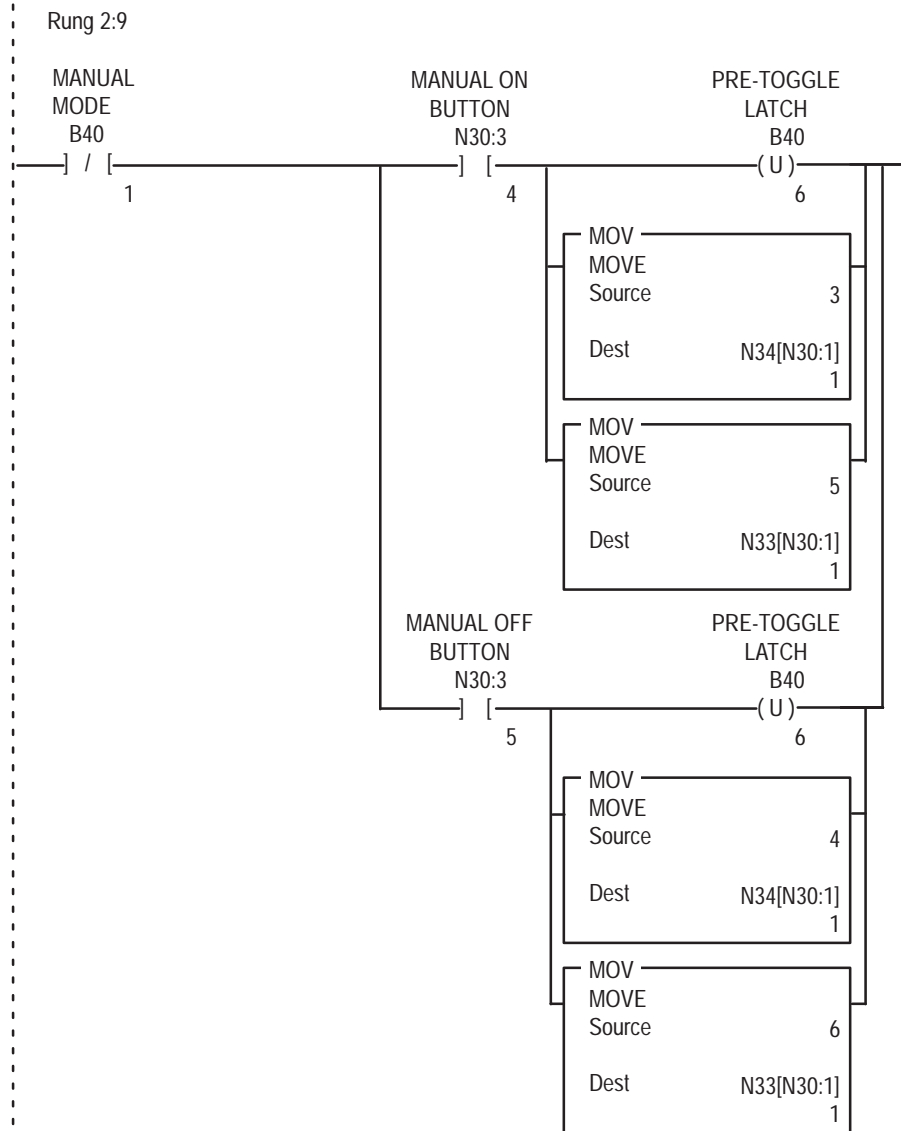 Rung 2:9
MANUAL MODE
B40
] / [
1
MANUAL ON
BUTTON
N30:3
] [
4
PRE-TOGGLE
LATCH
B40
( U )
6
MOV
MOVE
Source 3
Dest N34[N30:1]
1
MOV
MOVE
Source 5
Dest N33[N30:1]
1
MANUAL OFF
BUTTON
N30:3
] [
5
PRE-TOGGLE
LATCH
B40
( U )
6
MOV
MOVE
Source 4
Dest N34[N30:1]
1
MOV
MOVE
Source 6
Dest N33[N30:1]
1